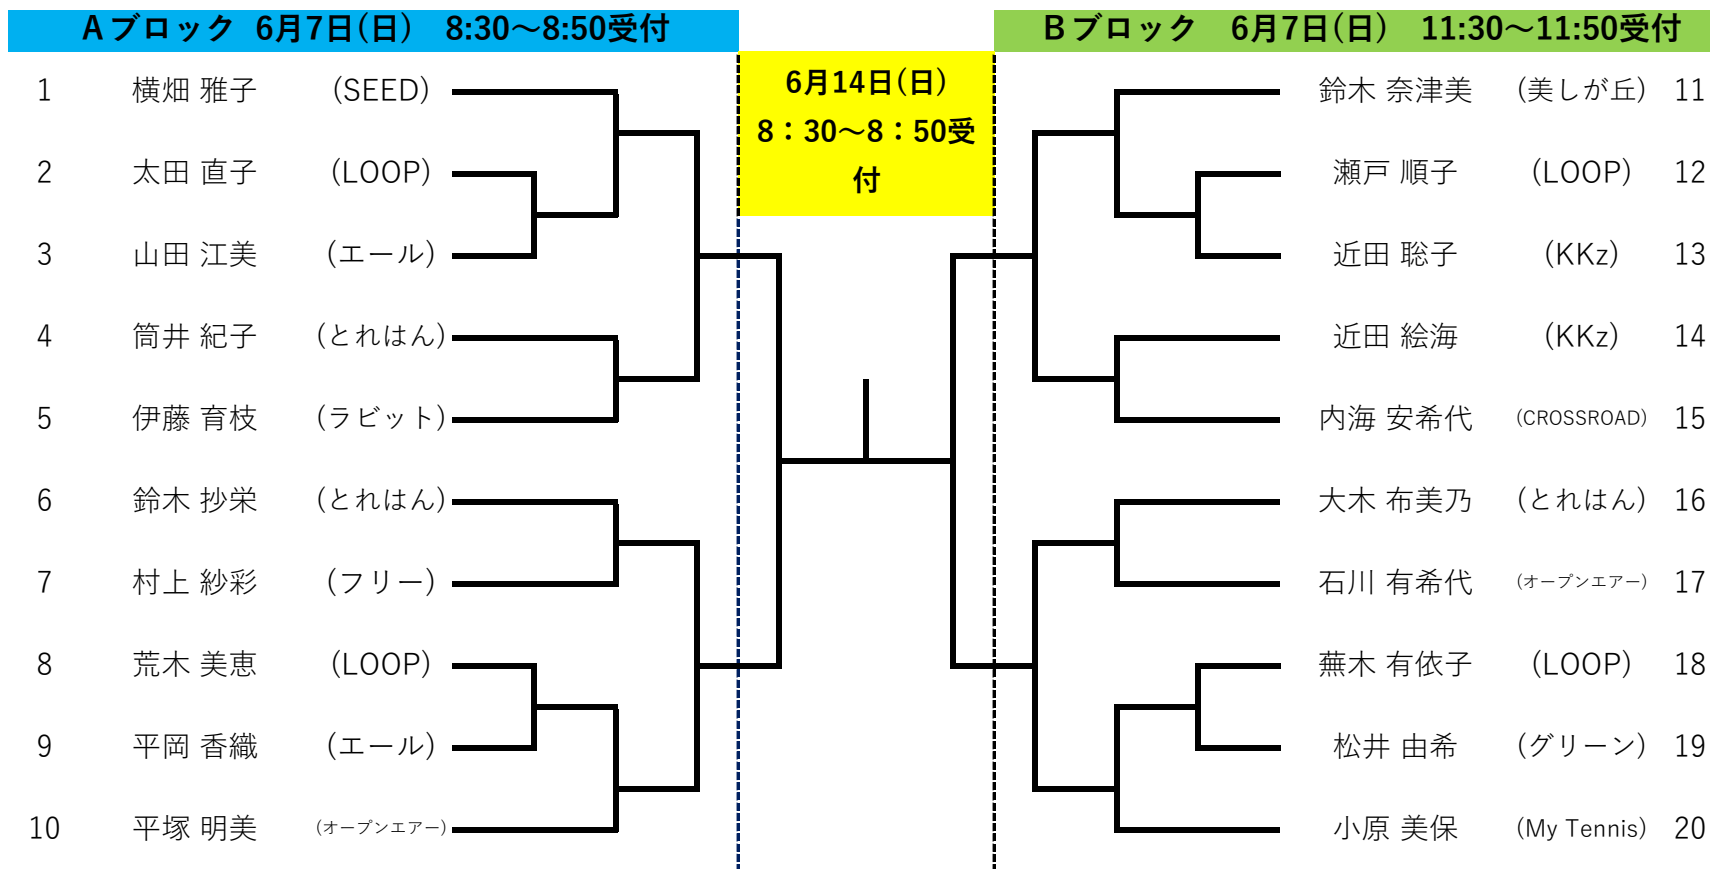 Aブロック 6月7日(日) 8:30～8:50受付
Bブロック 6月7日(日) 11:30～11:50受付
6月14日(日)
8：30～8：50受
付
1 横畑 雅子 (SEED)
2 太田 直子 (LOOP)
3 山田 江美 (エール)
4 筒井 紀子 (とれはん)
5 伊藤 育枝 (ラビット)
6 鈴木 抄栄 (とれはん)
7 村上 紗彩 (フリー)
8 荒木 美恵 (LOOP)
9 平岡 香織 (エール)
10 平塚 明美 (オープンエアー)
鈴木 奈津美 (美しが丘) 11
瀬戸 順子 (LOOP) 12
近田 聡子 (KKz) 13
近田 絵海 (KKz) 14
内海 安希代 (CROSSROAD) 15
大木 布美乃 (とれはん) 16
石川 有希代 (オープンエアー) 17
蕪木 有依子 (LOOP) 18
松井 由希 (グリーン) 19
小原 美保 (My Tennis) 20